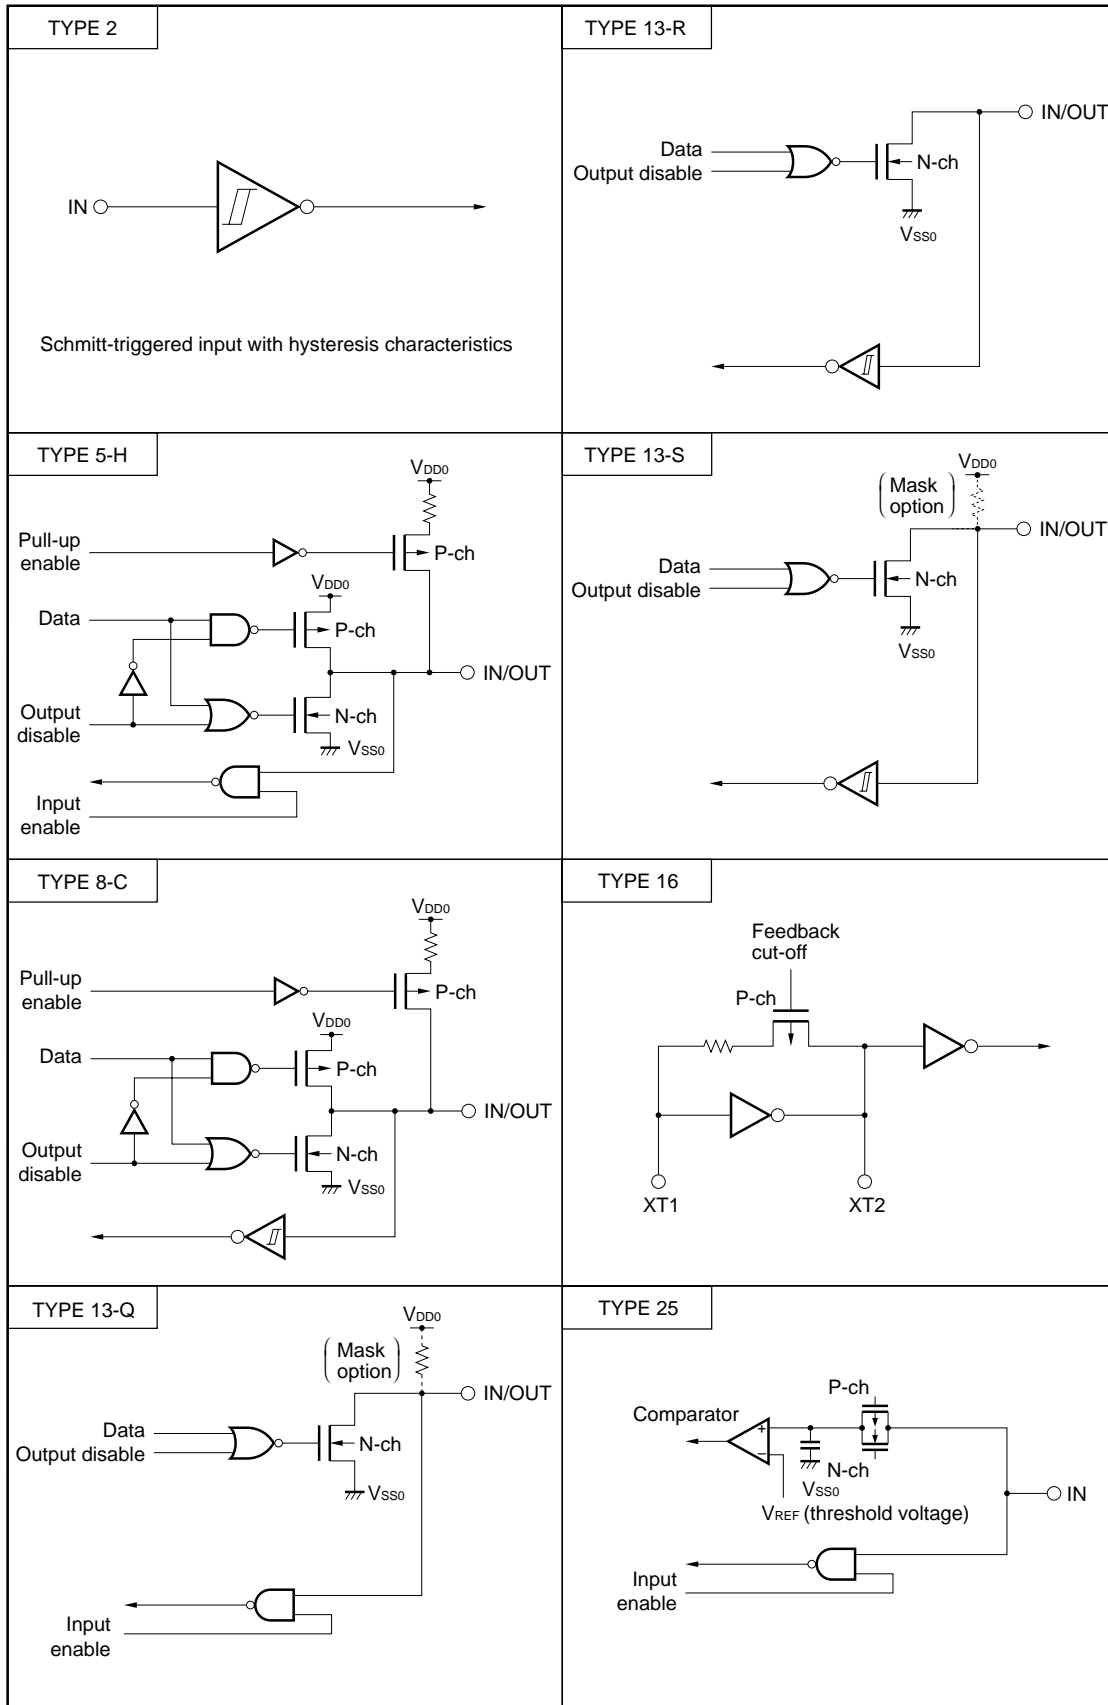 TYPE 2
IN
Schmitt-triggered input with hysteresis characteristics
TYPE 13-R
IN/OUT
Data
Output disable
N-ch
VSS0
TYPE 5-H
VDD0
Pull-up
enable
P-ch
VDD0
Data
P-ch
IN/OUT
Output
disable
N-ch
VSS0
Input
enable
TYPE 13-S
VDD0
(Mask
option)
IN/OUT
Data
Output disable
N-ch
VSS0
TYPE 8-C
VDD0
Pull-up
enable
P-ch
VDD0
Data
P-ch
IN/OUT
Output
disable
N-ch
VSS0
TYPE 16
Feedback
cut-off
P-ch
XT1
XT2
TYPE 13-Q
VDD0
(Mask
option)
IN/OUT
Data
Output disable
N-ch
VSS0
Input
enable
TYPE 25
P-ch
Comparator
+
−
N-ch
VSS0
VREF (threshold voltage)
IN
Input
enable